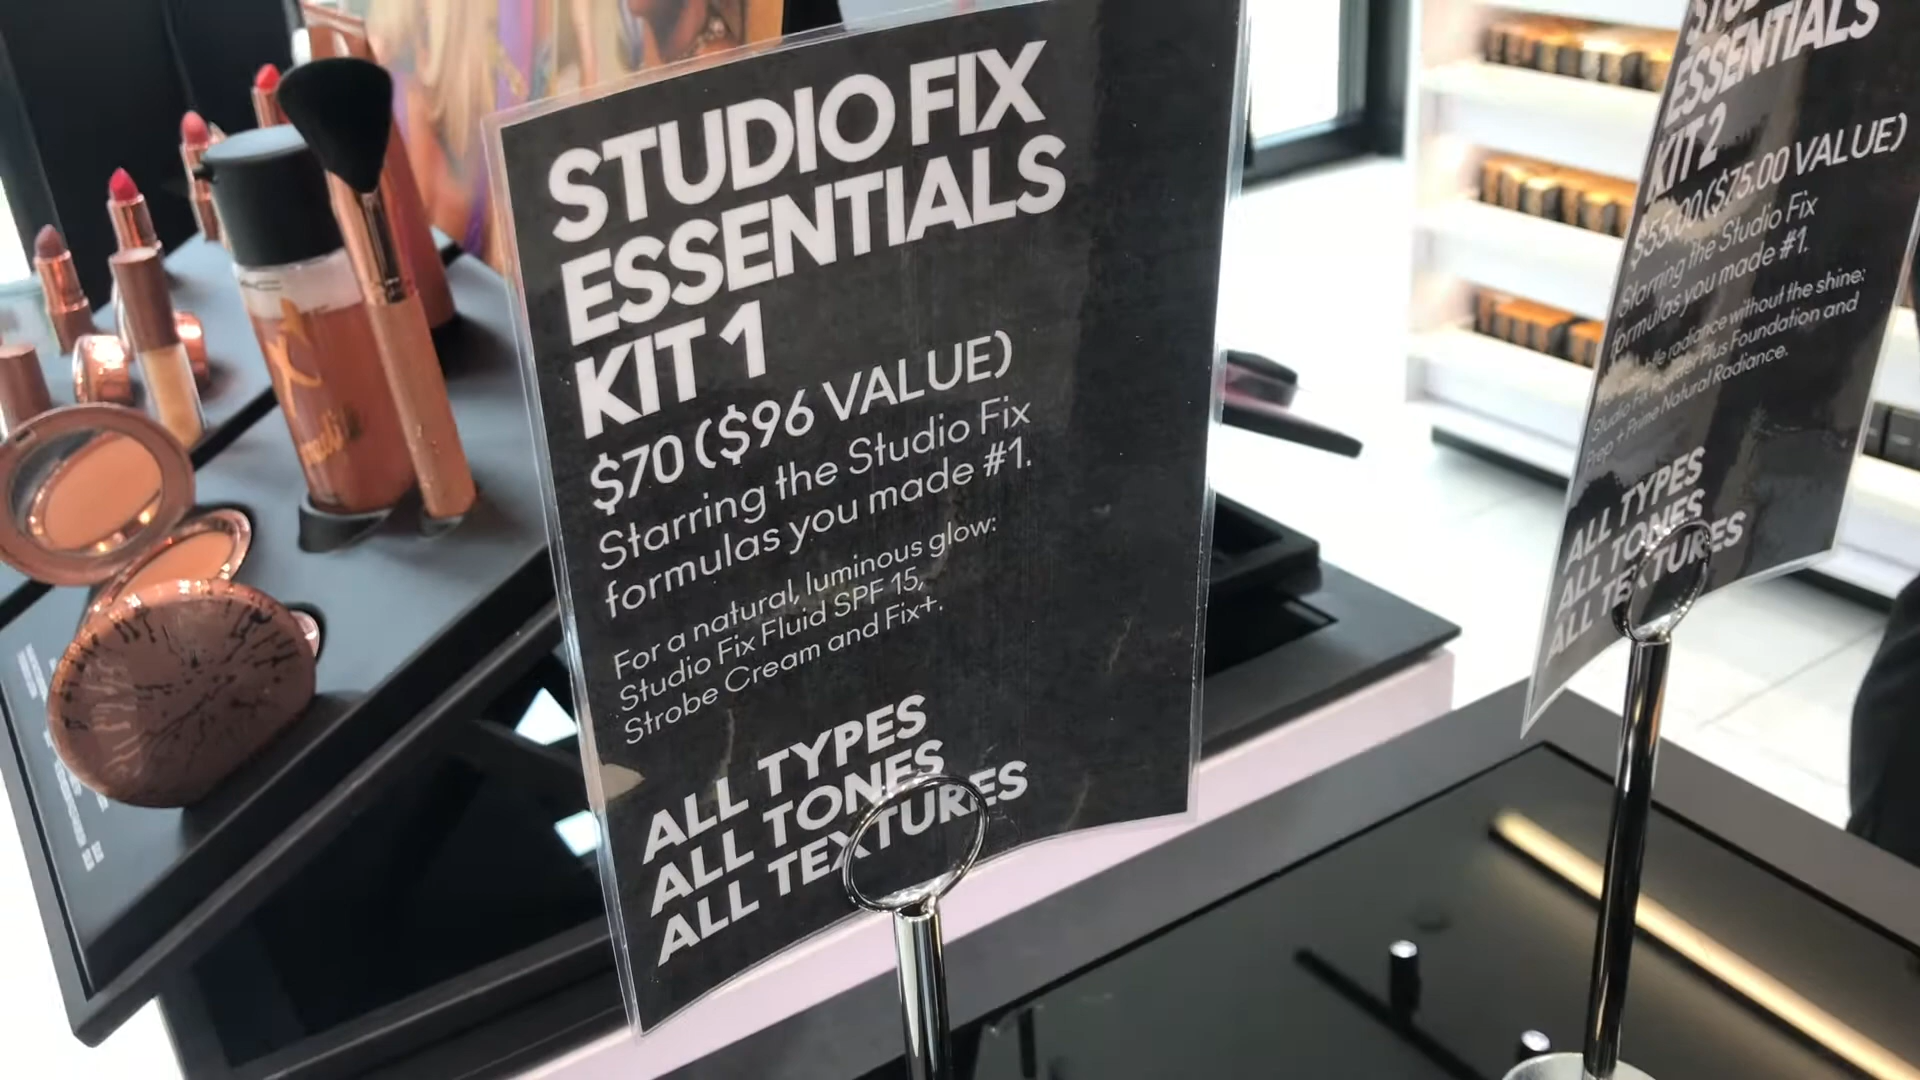 STUDIO FIX
ESSENTIALS
KIT 1
$70 ($96 VALUE)
Starring the Studio Fix
formulas you made #1.
For a natural, luminous glow:
Studio Fix Fluid SPF 15,
Strobe Cream and Fix+.
ALL TYPES
ALL TONES
ALL TEXTURES
ESSENTIALS
KIT 2
$55.00 ($75.00 VALUE)
Starring the Studio Fix
formulas you made #1.
radiance without the shine:
Studio Fix Powder Plus Foundation and
Prep + Prime Natural Radiance.
ALL TYPES
ALL TONES
ALL TEXTURES